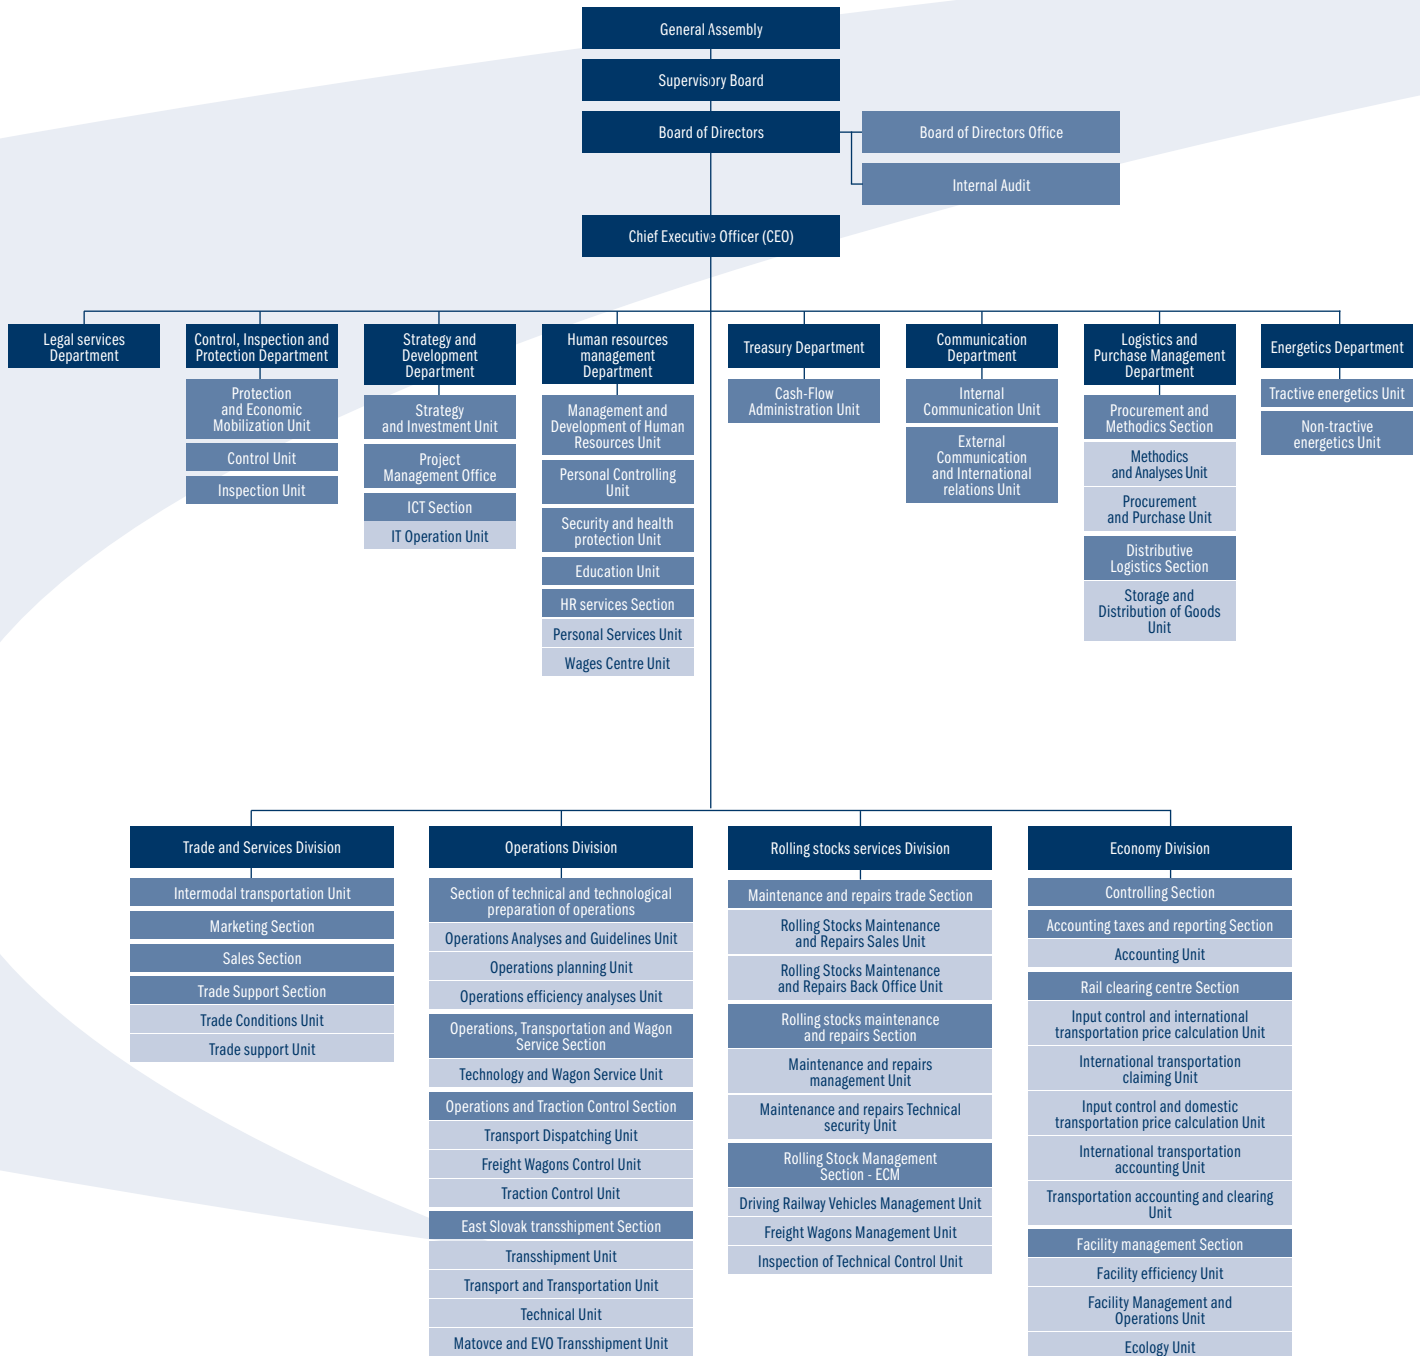 General Assembly
Supervisory Board
Board of Directors
Board of Directors Office
Internal Audit
Chief Executive Officer (CEO)
Legal services
Department
Control, Inspection and
Protection Department
Protection
and Economic
Mobilization Unit
Control Unit
Inspection Unit
Strategy and
Development
Department
Strategy
and Investment Unit
Project
Management Office
ICT Section
IT Operation Unit
Human resources
management
Department
Management and
Development of Human
Resources Unit
Personal Controlling
Unit
Security and health
protection Unit
Education Unit
HR services Section
Personal Services Unit
Wages Centre Unit
Treasury Department
Cash-Flow
Administration Unit
Communication
Department
Internal
Communication Unit
External
Communication
and International
relations Unit
Logistics and
Purchase Management
Department
Procurement and
Methodics Section
Methodics
and Analyses Unit
Procurement
and Purchase Unit
Distributive
Logistics Section
Storage and
Distribution of Goods
Unit
Energetics Department
Tractive energetics Unit
Non-tractive
energetics Unit
Trade and Services Division
Intermodal transportation Unit
Marketing Section
Sales Section
Trade Support Section
Trade Conditions Unit
Trade support Unit
Operations Division
Section of technical and technological
preparation of operations
Operations Analyses and Guidelines Unit
Operations planning Unit
Operations efficiency analyses Unit
Operations, Transportation and Wagon
Service Section
Technology and Wagon Service Unit
Operations and Traction Control Section
Transport Dispatching Unit
Freight Wagons Control Unit
Traction Control Unit
East Slovak transshipment Section
Transshipment Unit
Transport and Transportation Unit
Technical Unit
Matovce and EVO Transshipment Unit
Rolling stocks services Division
Maintenance and repairs trade Section
Rolling Stocks Maintenance
and Repairs Sales Unit
Rolling Stocks Maintenance
and Repairs Back Office Unit
Rolling stocks maintenance
and repairs Section
Maintenance and repairs
management Unit
Maintenance and repairs Technical
security Unit
Rolling Stock Management
Section - ECM
Driving Railway Vehicles Management Unit
Freight Wagons Management Unit
Inspection of Technical Control Unit
Economy Division
Controlling Section
Accounting taxes and reporting Section
Accounting Unit
Rail clearing centre Section
Input control and international
transportation price calculation Unit
International transportation
claiming Unit
Input control and domestic
transportation price calculation Unit
International transportation
accounting Unit
Transportation accounting and clearing
Unit
Facility management Section
Facility efficiency Unit
Facility Management and
Operations Unit
Ecology Unit